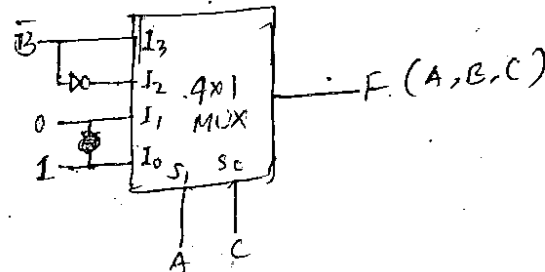 B̅ I3
I2
4x1
0 I1 MUX
1 I0
S1 S0
F (A, B, C)
A C